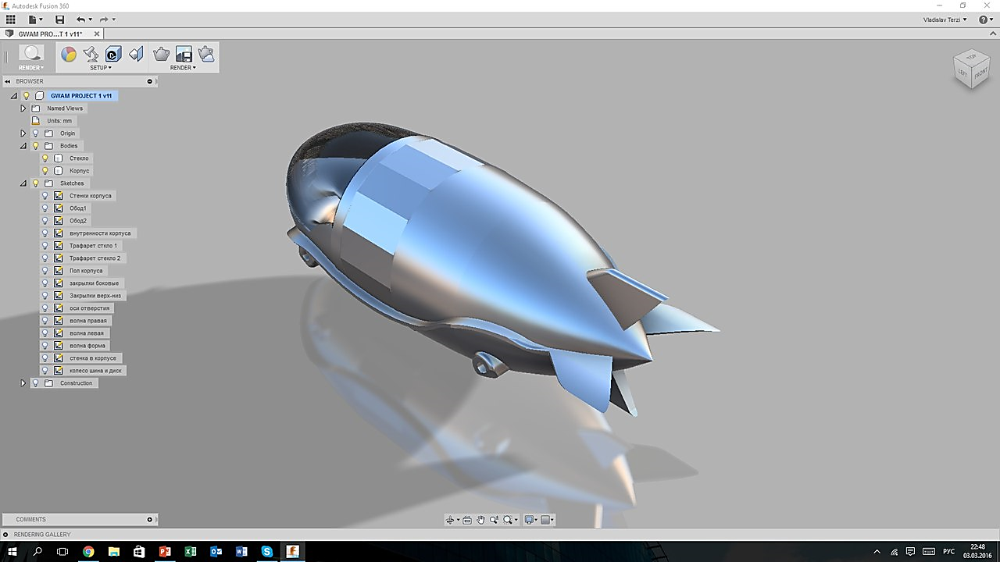 Autodesk Fusion 360
Vladislav Terzi
GWAM PRO...T 1 v11*
RENDER
SETUP
RENDER
TOP
LEFT
FRONT
BROWSER
GWAM PROJECT 1 v11
Named Views
Units: mm
Origin
Bodies
Стекло
Корпус
Sketches
Стенки корпуса
Обод1
Обод2
внутренности корпуса
Трафарет сткло 1
Трафарет стекло 2
Пол корпуса
закрылки боковые
Закрылки верх-низ
оси отверстия
волна правая
волна левая
волна форма
стенка в корпусе
колесо шина и диск
Construction
COMMENTS
RENDERING GALLERY
РУС
22:48
03.03.2016